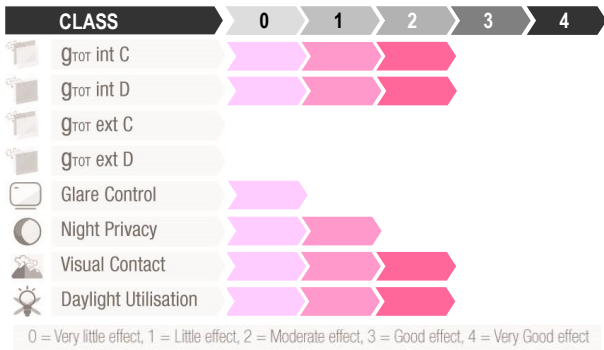 CLASS 0 1 2 3 4
gTOT int C
gTOT int D
gTOT ext C
gTOT ext D
Glare Control
Night Privacy
Visual Contact
Daylight Utilisation
0 = Very little effect, 1 = Little effect, 2 = Moderate effect, 3 = Good effect, 4 = Very Good effect